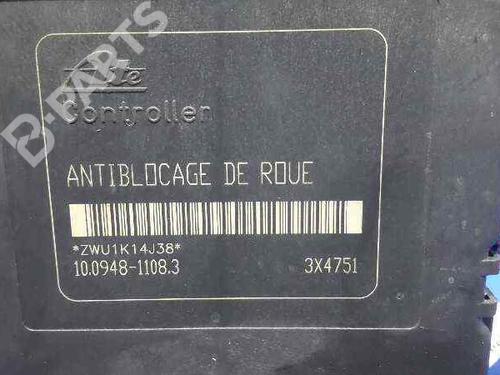 B-PARTS
Ate
Controller
ANTIBLOCAGE DE ROUE
*ZWU1K14J38*
10.0948-1108.3 3X4751